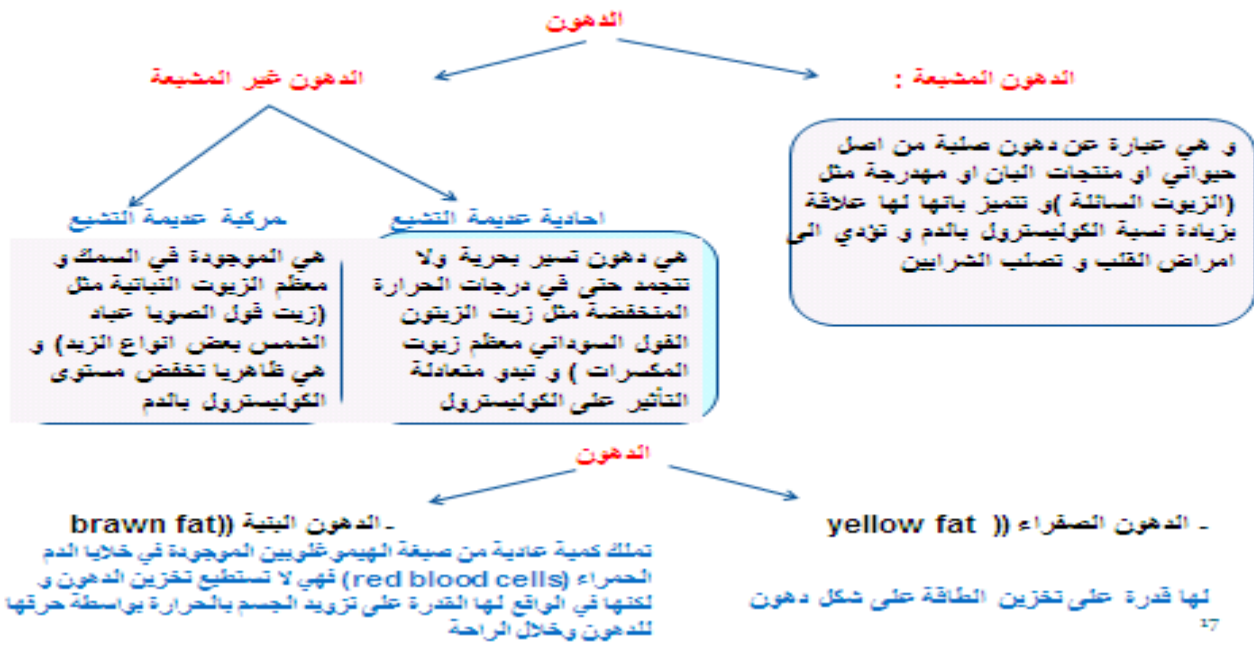 الدهون
الدهون المشبعة :
و هي عبارة عن دهون صلبة من اصل
حيواني او منتجات البان او مهدرجة مثل
(الزيوت السائلة )و تتميز بانها لها علاقة
بزيادة نسبة الكوليسترول بالدم و تؤدي الى
امراض القلب و تصلب الشرايين
الدهون غير المشبعة
احادية عديمة التشبع
هي دهون تسير بحرية ولا
تتجمد حتى في درجات الحرارة
المنخفضة مثل زيت الزيتون
الفول السوداني معظم زيوت
المكسرات ) و تبدو متعادلة
التأثير على الكوليسترول
مركبة عديمة التشبع
هي الموجودة في السمك و
معظم الزيوت النباتية مثل
(زيت فول الصويا عباد
الشمس بعض انواع الزبد) و
هي ظاهريا تخفض مستوى
الكوليسترول بالدم
الدهون
- الدهون الصفراء (( yellow fat
لها قدرة على تخزين الطاقة على شكل دهون
- الدهون البنية ((brawn fat
تملك كمية عادية من صبغة الهيموغلوبين الموجودة في خلايا الدم
الحمراء (red blood cells) فهي لا تستطيع تخزين الدهون و
لكنها في الواقع لها القدرة على تزويد الجسم بالحرارة بواسطة حرقها
للدهون وخلال الراحة
17